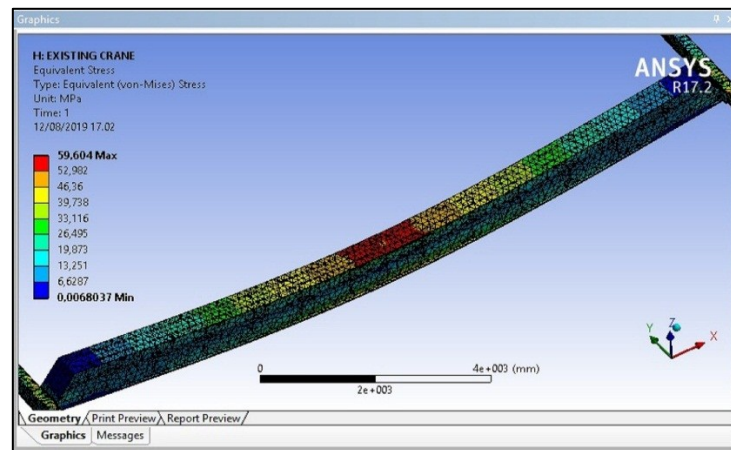 Graphics
H: EXISTING CRANE
Equivalent Stress
Type: Equivalent (von-Mises) Stress
Unit: MPa
Time: 1
12/08/2019 17.02
ANSYS
R17.2
59,604 Max
52,982
46,36
39,738
33,116
26,495
19,873
13,251
6,6287
0,0068037 Min
Z
Y
X
0
4e+003 (mm)
2e+003
Geometry Print Preview Report Preview
Graphics Messages